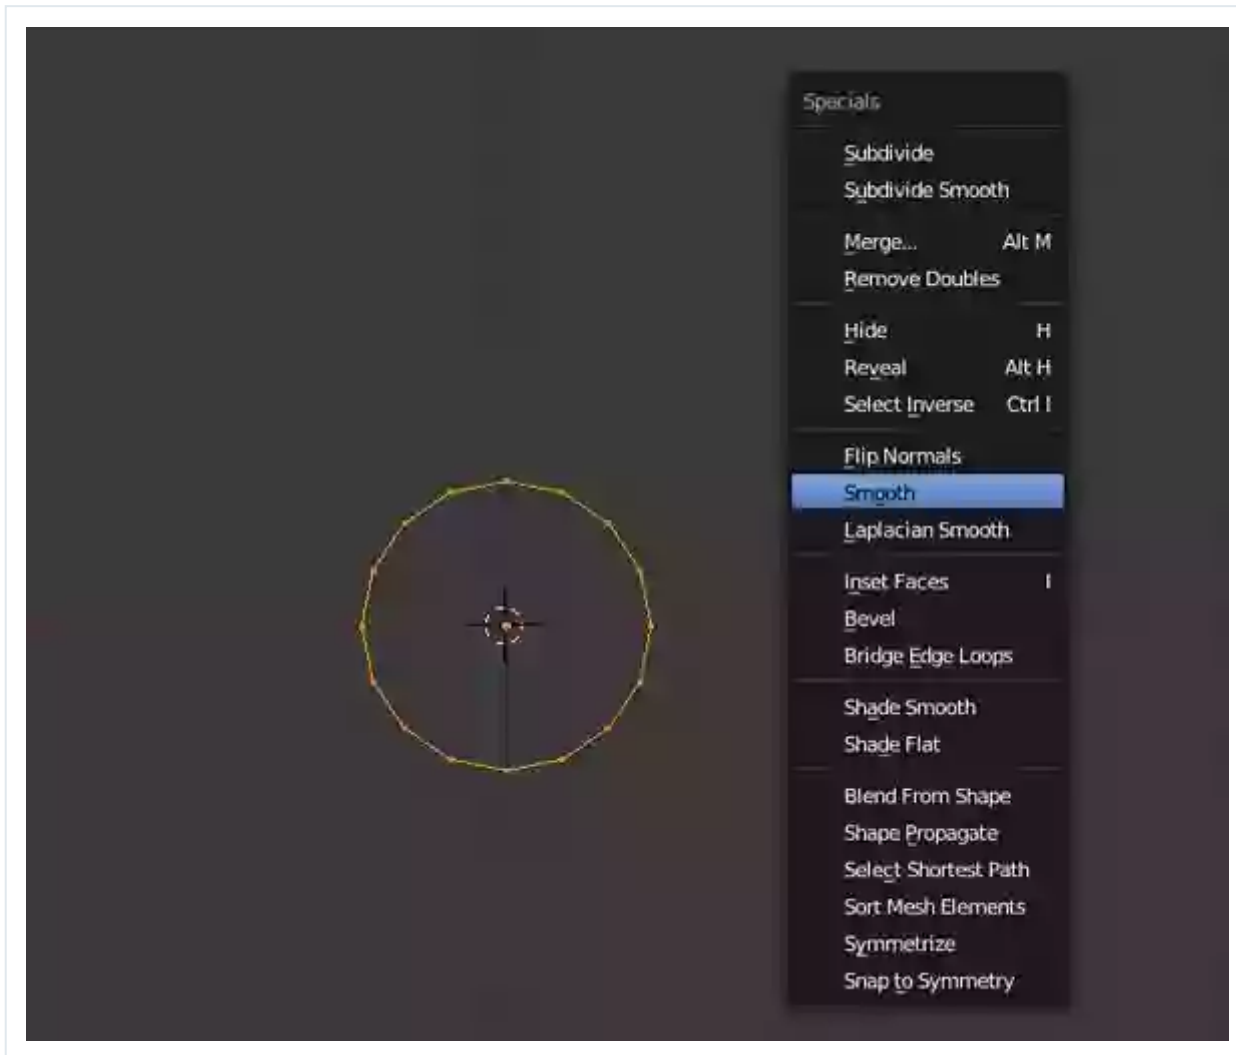 Specials
Subdivide
Subdivide Smooth
Merge... Alt M
Remove Doubles
Hide H
Reveal Alt H
Select Inverse Ctrl I
Flip Normals
Smooth
Laplacian Smooth
Inset Faces I
Bevel
Bridge Edge Loops
Shade Smooth
Shade Flat
Blend From Shape
Shape Propagate
Select Shortest Path
Sort Mesh Elements
Symmetrize
Snap to Symmetry